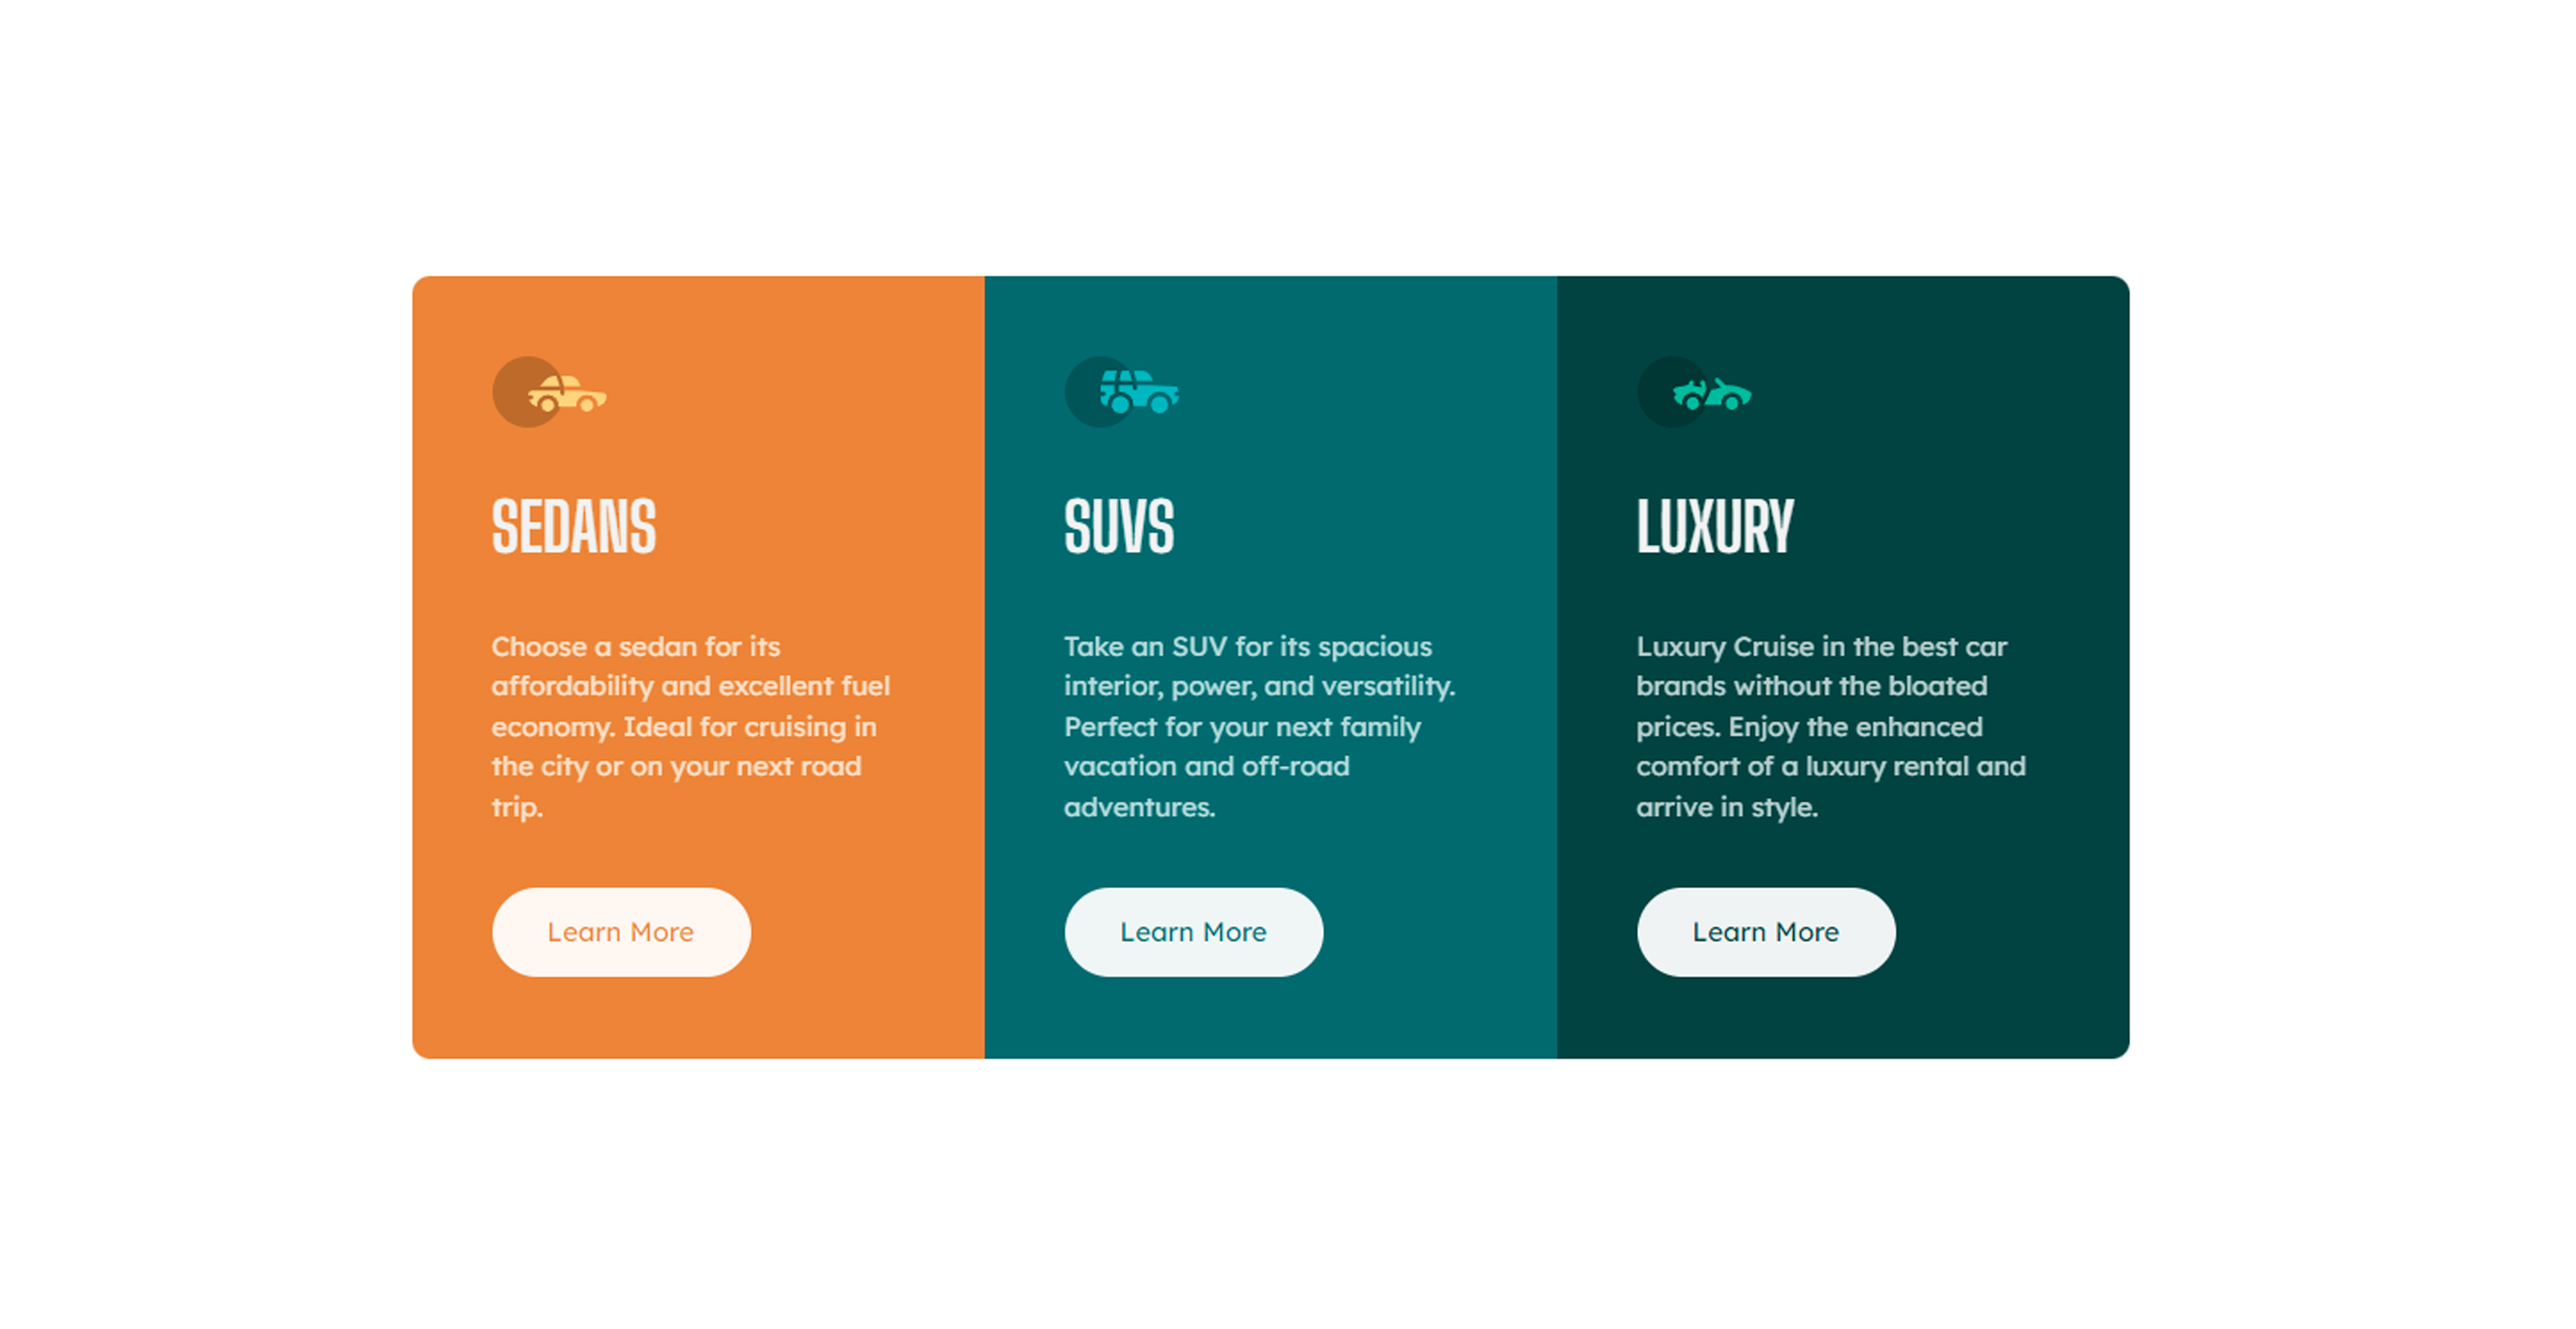 SEDANS
Choose a sedan for its
affordability and excellent fuel
economy. Ideal for cruising in
the city or on your next road
trip.
Learn More
SUVS
Take an SUV for its spacious
interior, power, and versatility.
Perfect for your next family
vacation and off-road
adventures.
Learn More
LUXURY
Luxury Cruise in the best car
brands without the bloated
prices. Enjoy the enhanced
comfort of a luxury rental and
arrive in style.
Learn More